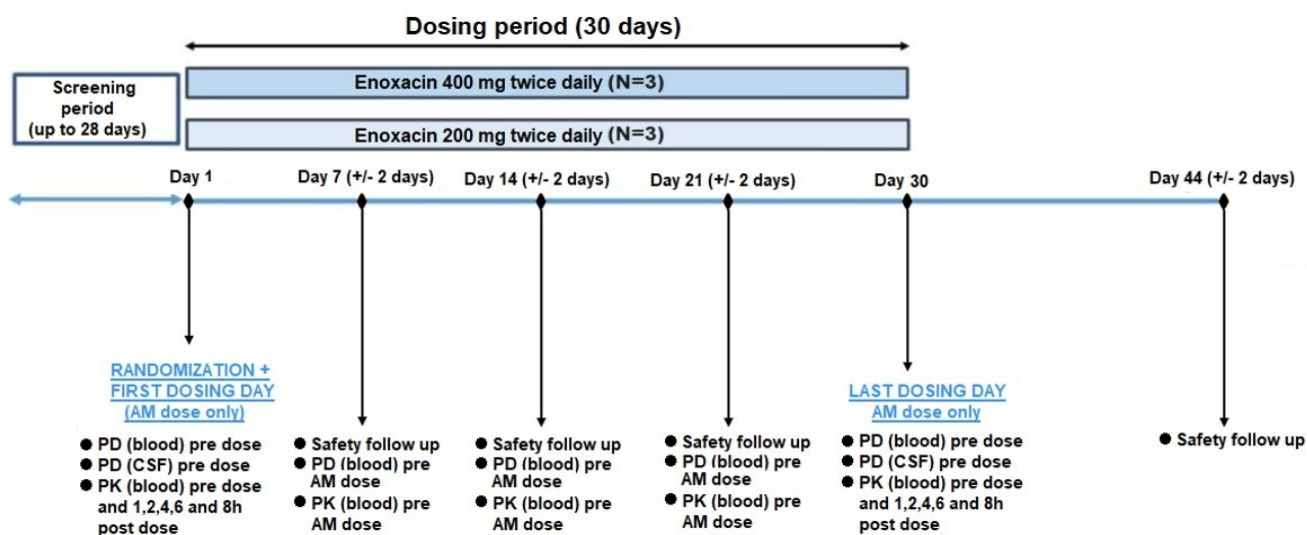 Dosing period (30 days)
Enoxacin 400 mg twice daily (N=3)
Screening
period
(up to 28 days)
Enoxacin 200 mg twice daily (N=3)
Day 1
Day 7 (+/- 2 days)
Day 14 (+/- 2 days)
Day 21 (+/- 2 days)
Day 30
Day 44 (+/- 2 days)
RANDOMIZATION +
FIRST DOSING DAY
(AM dose only)
● PD (blood) pre dose
● PD (CSF) pre dose
● PK (blood) pre dose
and 1,2,4,6 and 8h
post dose
● Safety follow up
● PD (blood) pre
AM dose
● PK (blood) pre
AM dose
● Safety follow up
● PD (blood) pre
AM dose
● PK (blood) pre
AM dose
● Safety follow up
● PD (blood) pre
AM dose
● PK (blood) pre
AM dose
LAST DOSING DAY
AM dose only
● PD (blood) pre dose
● PD (CSF) pre dose
● PK (blood) pre dose
and 1,2,4,6 and 8h
post dose
● Safety follow up